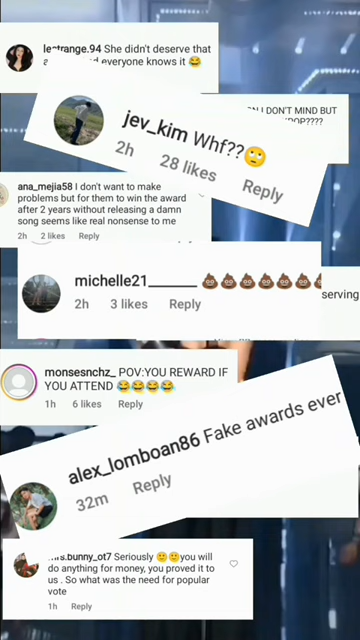 lestrange.94 She didn't deserve that
everyone knows it 😂
I DON'T MIND BUT
jev_kim Whf??🙄
2h 28 likes Reply
ana_mejia58 I don't want to make
problems but for them to win the award
after 2 years without releasing a damn
song seems like real nonsense to me
2h 2 likes Reply
michelle21______ 💩💩💩💩💩💩💩
2h 3 likes Reply
serving
monsesnchz_ POV:YOU REWARD IF
YOU ATTEND 😂😂😂😂
1h 6 likes Reply
alex_lomboan86 Fake awards ever
32m Reply
mrs.bunny_ot7 Seriously 🙂🙂you will
do anything for money, you proved it to
us . So what was the need for popular
vote
1h Reply